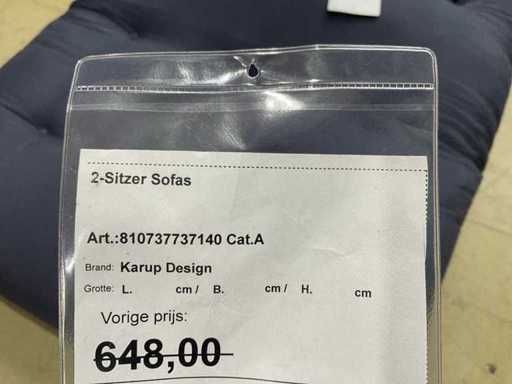 2-Sitzer Sofas
Art.:810737737140 Cat.A
Brand: Karup Design
Grotte: L. cm / B. cm / H. cm
Vorige prijs:
648,00